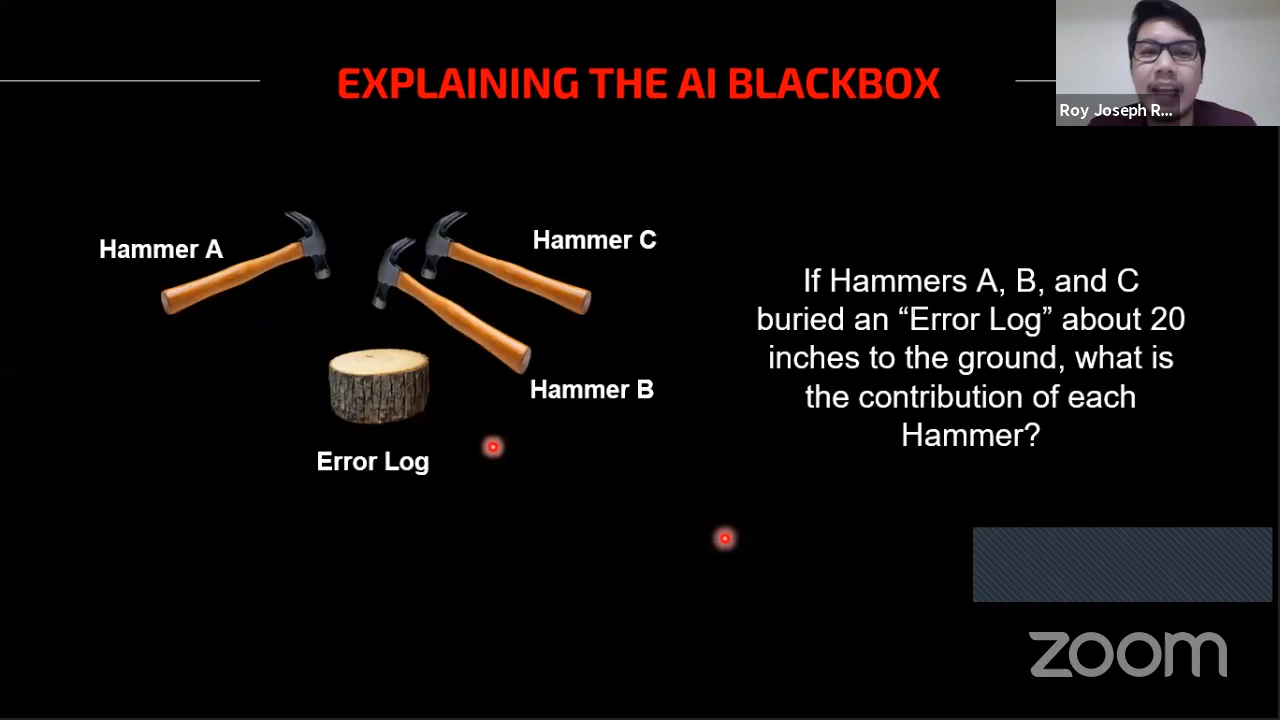 EXPLAINING THE AI BLACKBOX
Roy Joseph R...
Hammer A
Hammer C
Hammer B
Error Log
If Hammers A, B, and C
buried an “Error Log” about 20
inches to the ground, what is
the contribution of each
Hammer?
zoom